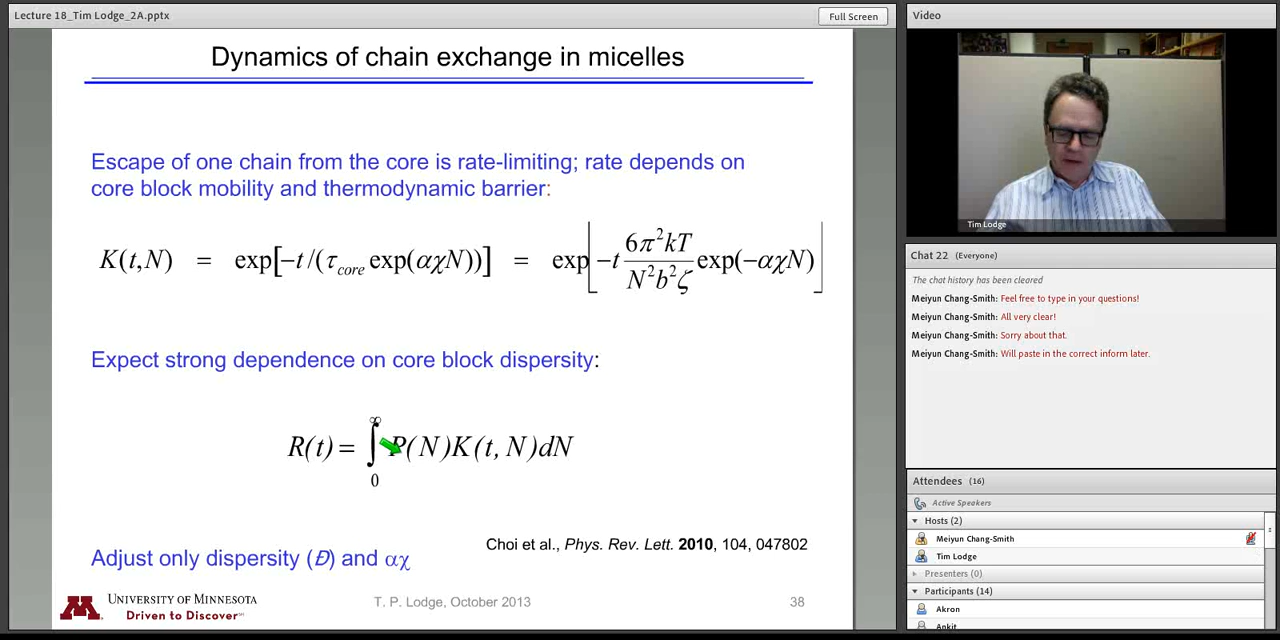 Lecture 18_Tim Lodge_2A.pptx
Full Screen
Dynamics of chain exchange in micelles
Escape of one chain from the core is rate-limiting; rate depends on
core block mobility and thermodynamic barrier:
K(t,N) = exp[−t/(τ_core exp(αχN))] = exp[−t 6π²kT / N²b²ζ exp(−αχN)]
Expect strong dependence on core block dispersity:
R(t) = ∫₀^∞ P(N)K(t,N)dN
Choi et al., Phys. Rev. Lett. 2010, 104, 047802
Adjust only dispersity (Đ) and αχ
UNIVERSITY OF MINNESOTA
Driven to Discover℠
T. P. Lodge, October 2013
38
Video
Tim Lodge
Chat 22 (Everyone)
The chat history has been cleared
Meiyun Chang-Smith: Feel free to type in your questions!
Meiyun Chang-Smith: All very clear!
Meiyun Chang-Smith: Sorry about that.
Meiyun Chang-Smith: Will paste in the correct inform later.
Attendees (16)
Active Speakers
Hosts (2)
Meiyun Chang-Smith
Tim Lodge
Presenters (0)
Participants (14)
Akron
Ankit